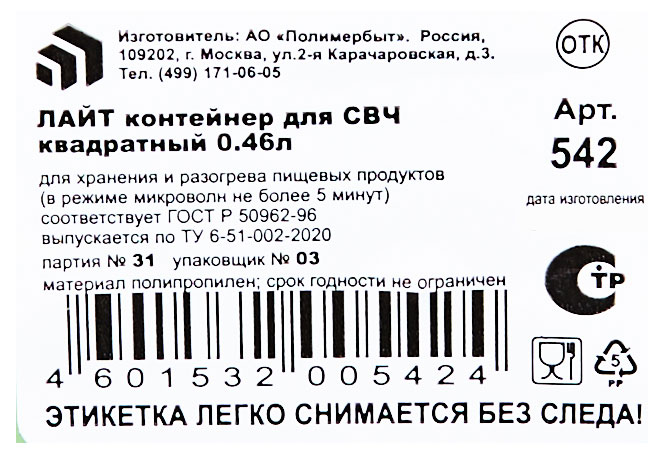 Изготовитель: АО «Полимербыт». Россия,
109202, г. Москва, ул.2-я Карачаровская, д.3.
Тел. (499) 171-06-05
ОТК
ЛАЙТ контейнер для СВЧ
квадратный 0.46л
Арт.
542
для хранения и разогрева пищевых продуктов
(в режиме микроволн не более 5 минут)
соответствует ГОСТ Р 50962-96
выпускается по ТУ 6-51-002-2020
дата изготовления
партия № 31 упаковщик № 03
материал полипропилен; срок годности не ограничен
СТР
4 601532 005424
5
PP
ЭТИКЕТКА ЛЕГКО СНИМАЕТСЯ БЕЗ СЛЕДА!